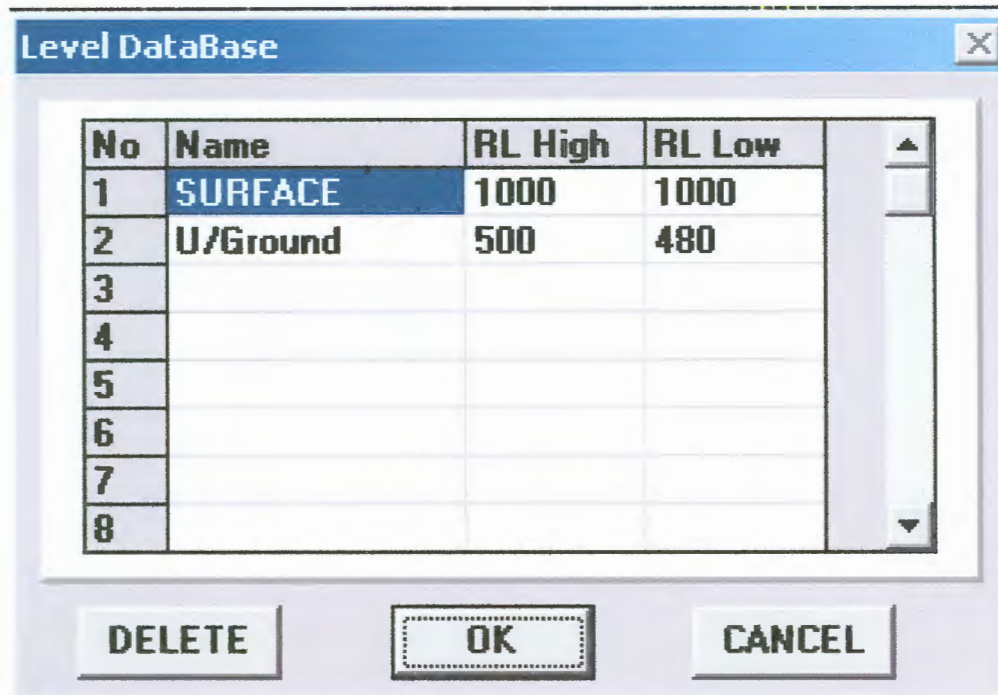 Level DataBase
No Name RL High RL Low
1 SURFACE 1000 1000
2 U/Ground 500 480
3
4
5
6
7
8
DELETE OK CANCEL